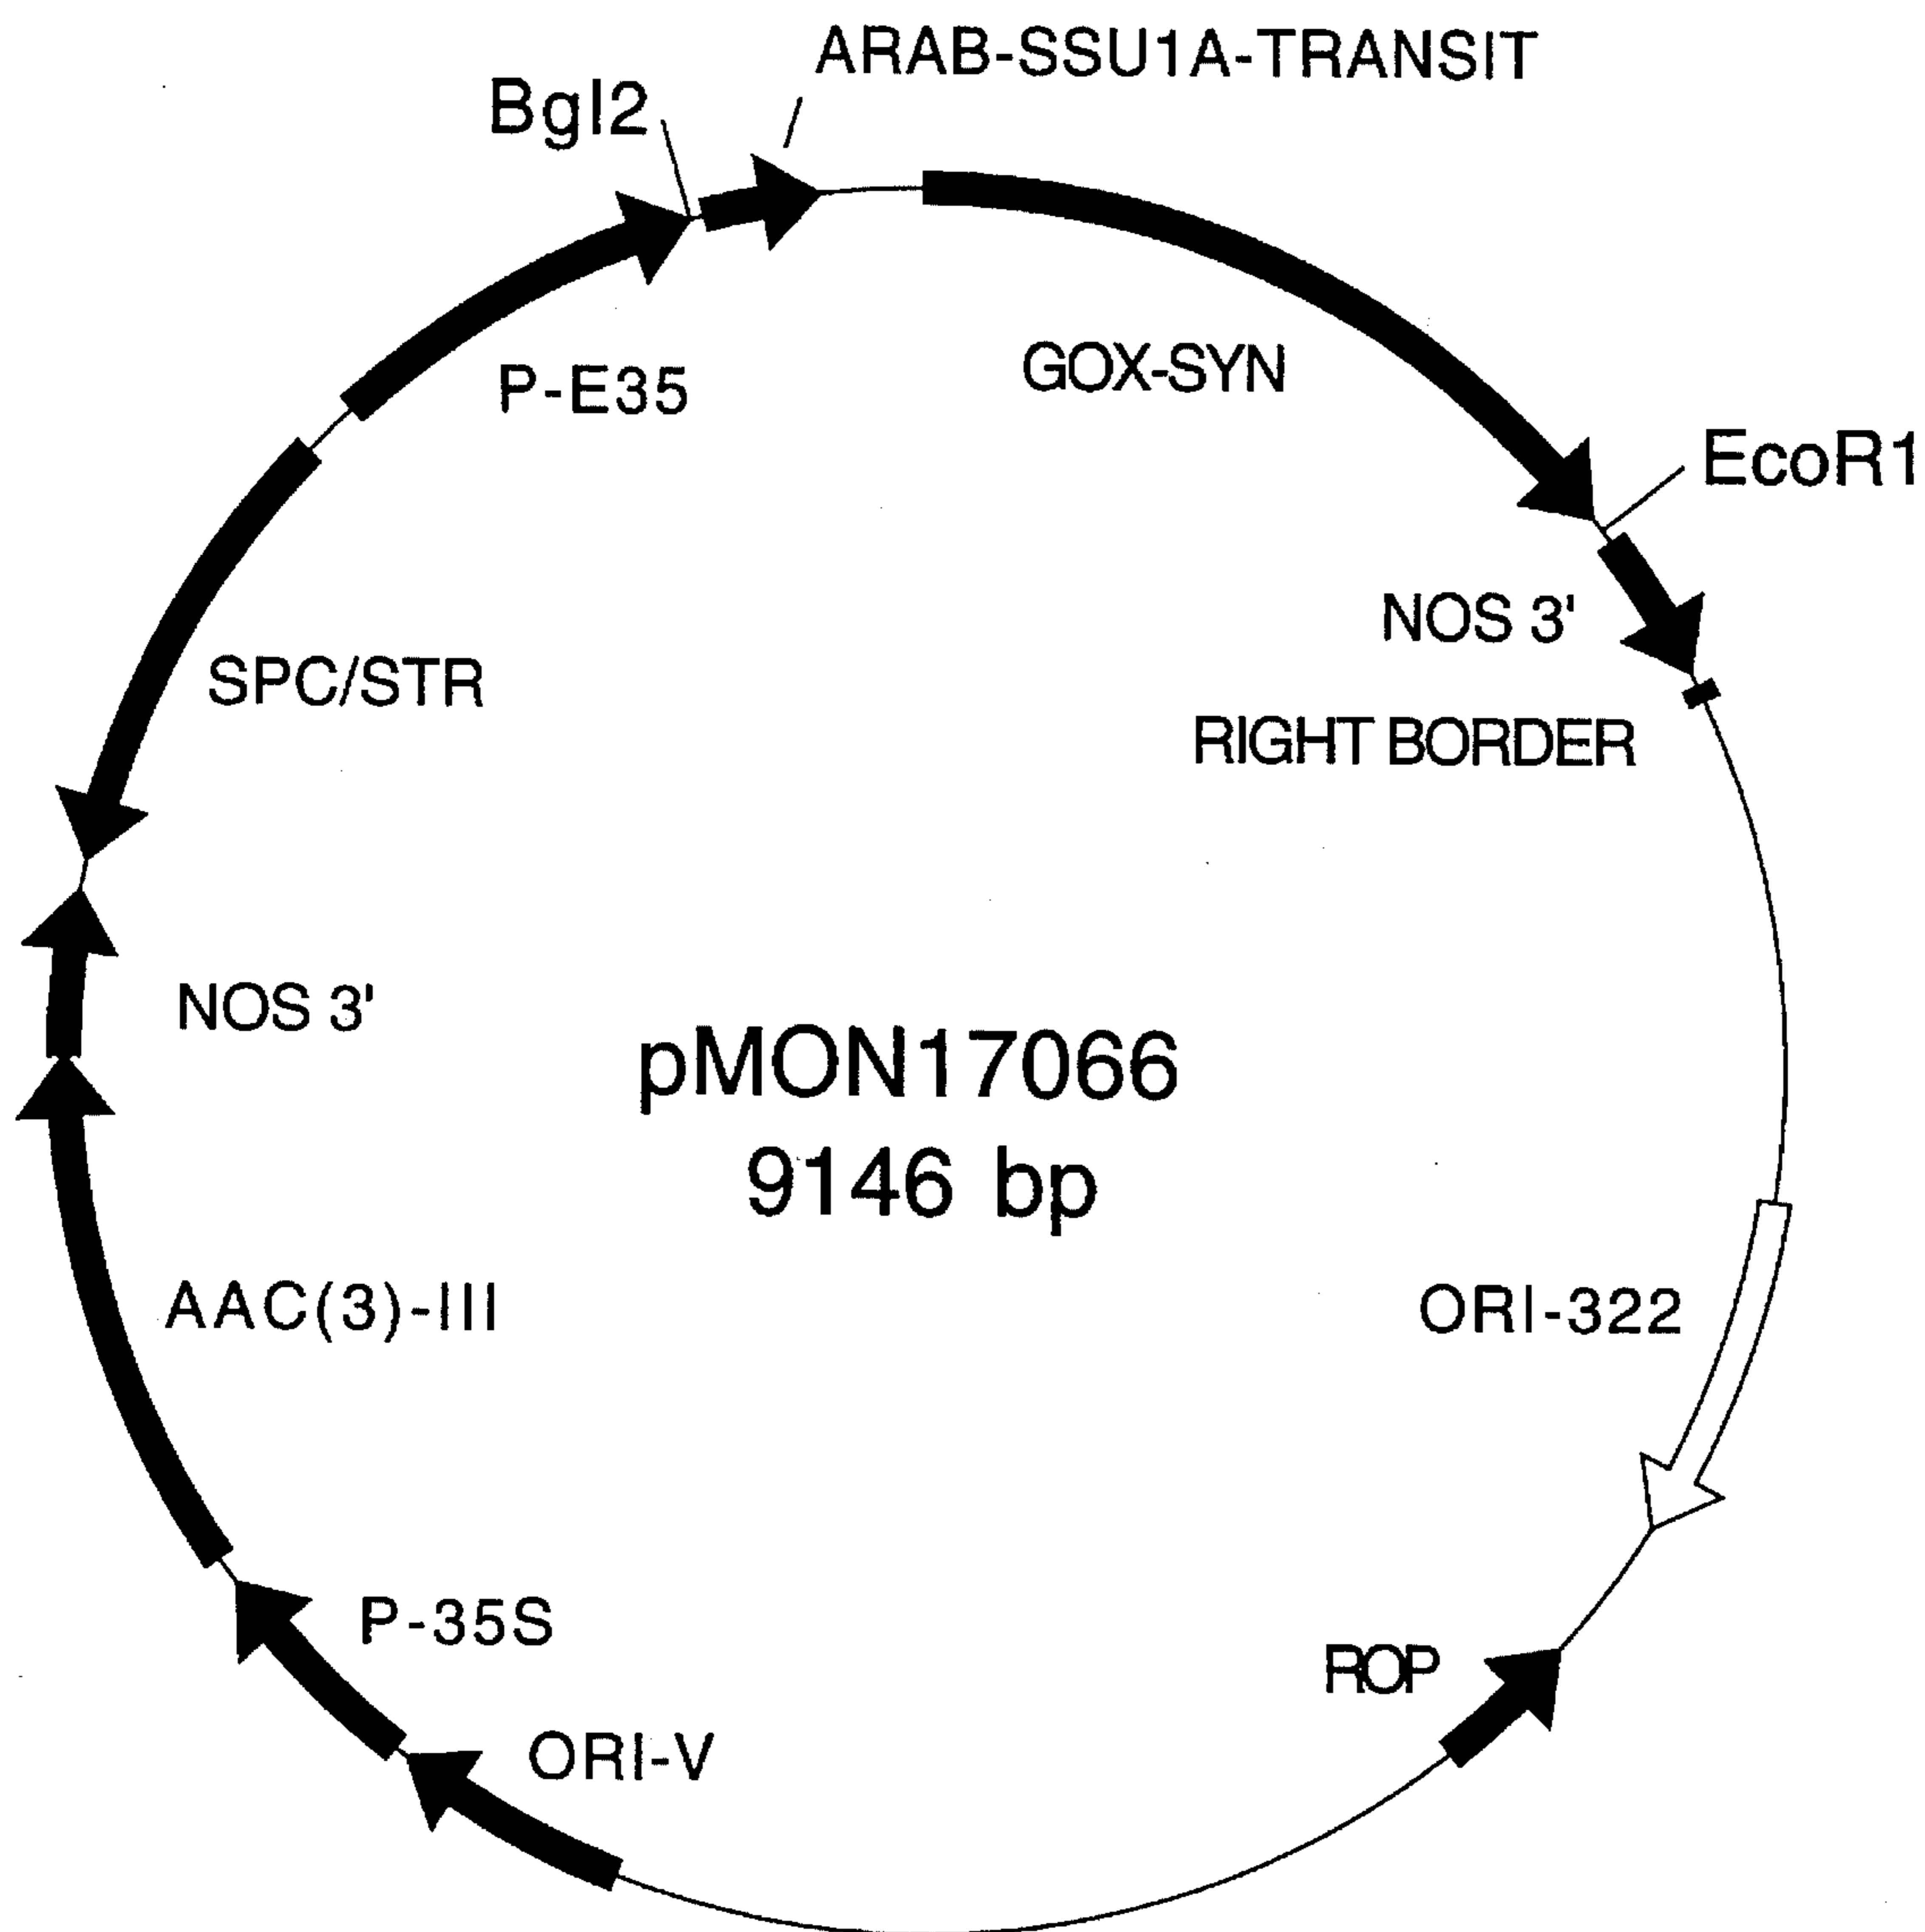 ARAB-SSU1A-TRANSIT
Bgl2
P-E35
GOX-SYN
EcoR1
NOS 3'
SPC/STR
RIGHT BORDER
NOS 3'
pMON17066
9146 bp
AAC(3)-III
ORI-322
P-35S
ROP
ORI-V